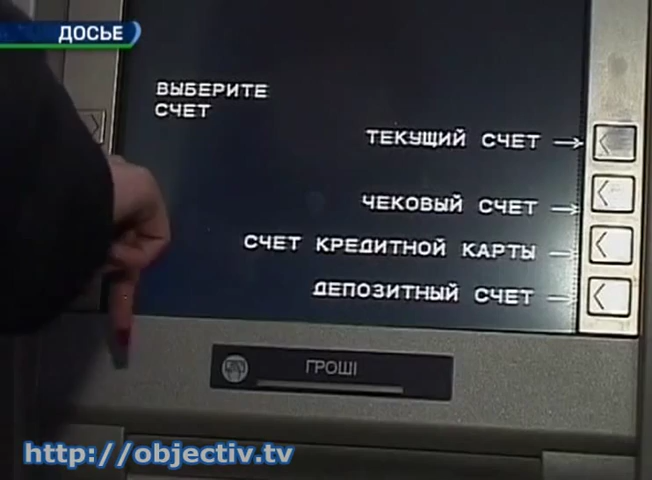 ДОСЬЕ
ВЫБЕРИТЕ
СЧЕТ
ТЕКУЩИЙ СЧЕТ
ЧЕКОВЫЙ СЧЕТ
СЧЕТ КРЕДИТНОЙ КАРТЫ
ДЕПОЗИТНЫЙ СЧЕТ
ГРОШІ
http://objectiv.tv